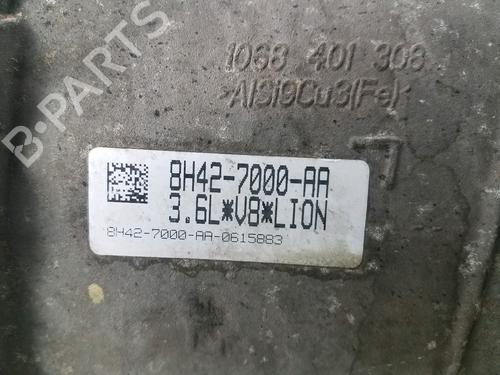 B-PARTS
1068 401 308
>AlSi9Cu3(Fe)<
8H42-7000-AA
3.6L*V8*LION
8H42-7000-AA-0615883